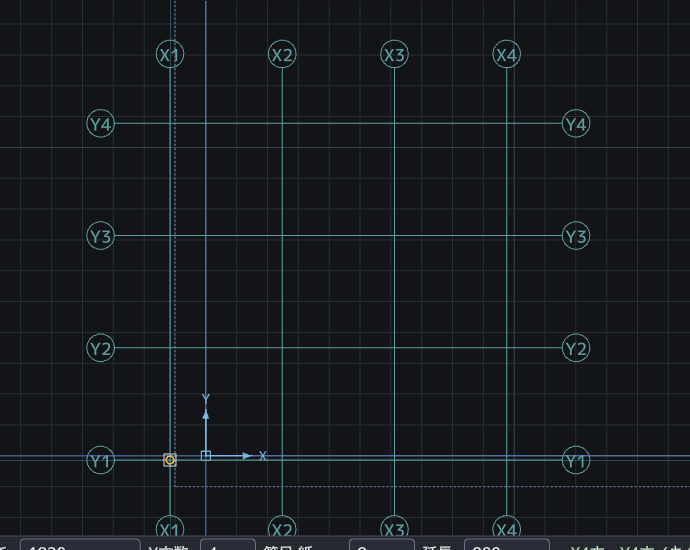 X1 X2 X3 X4
Y4 Y4
Y3 Y3
Y2 Y2
Y
X
Y1 Y1
X1 X2 X3 X4